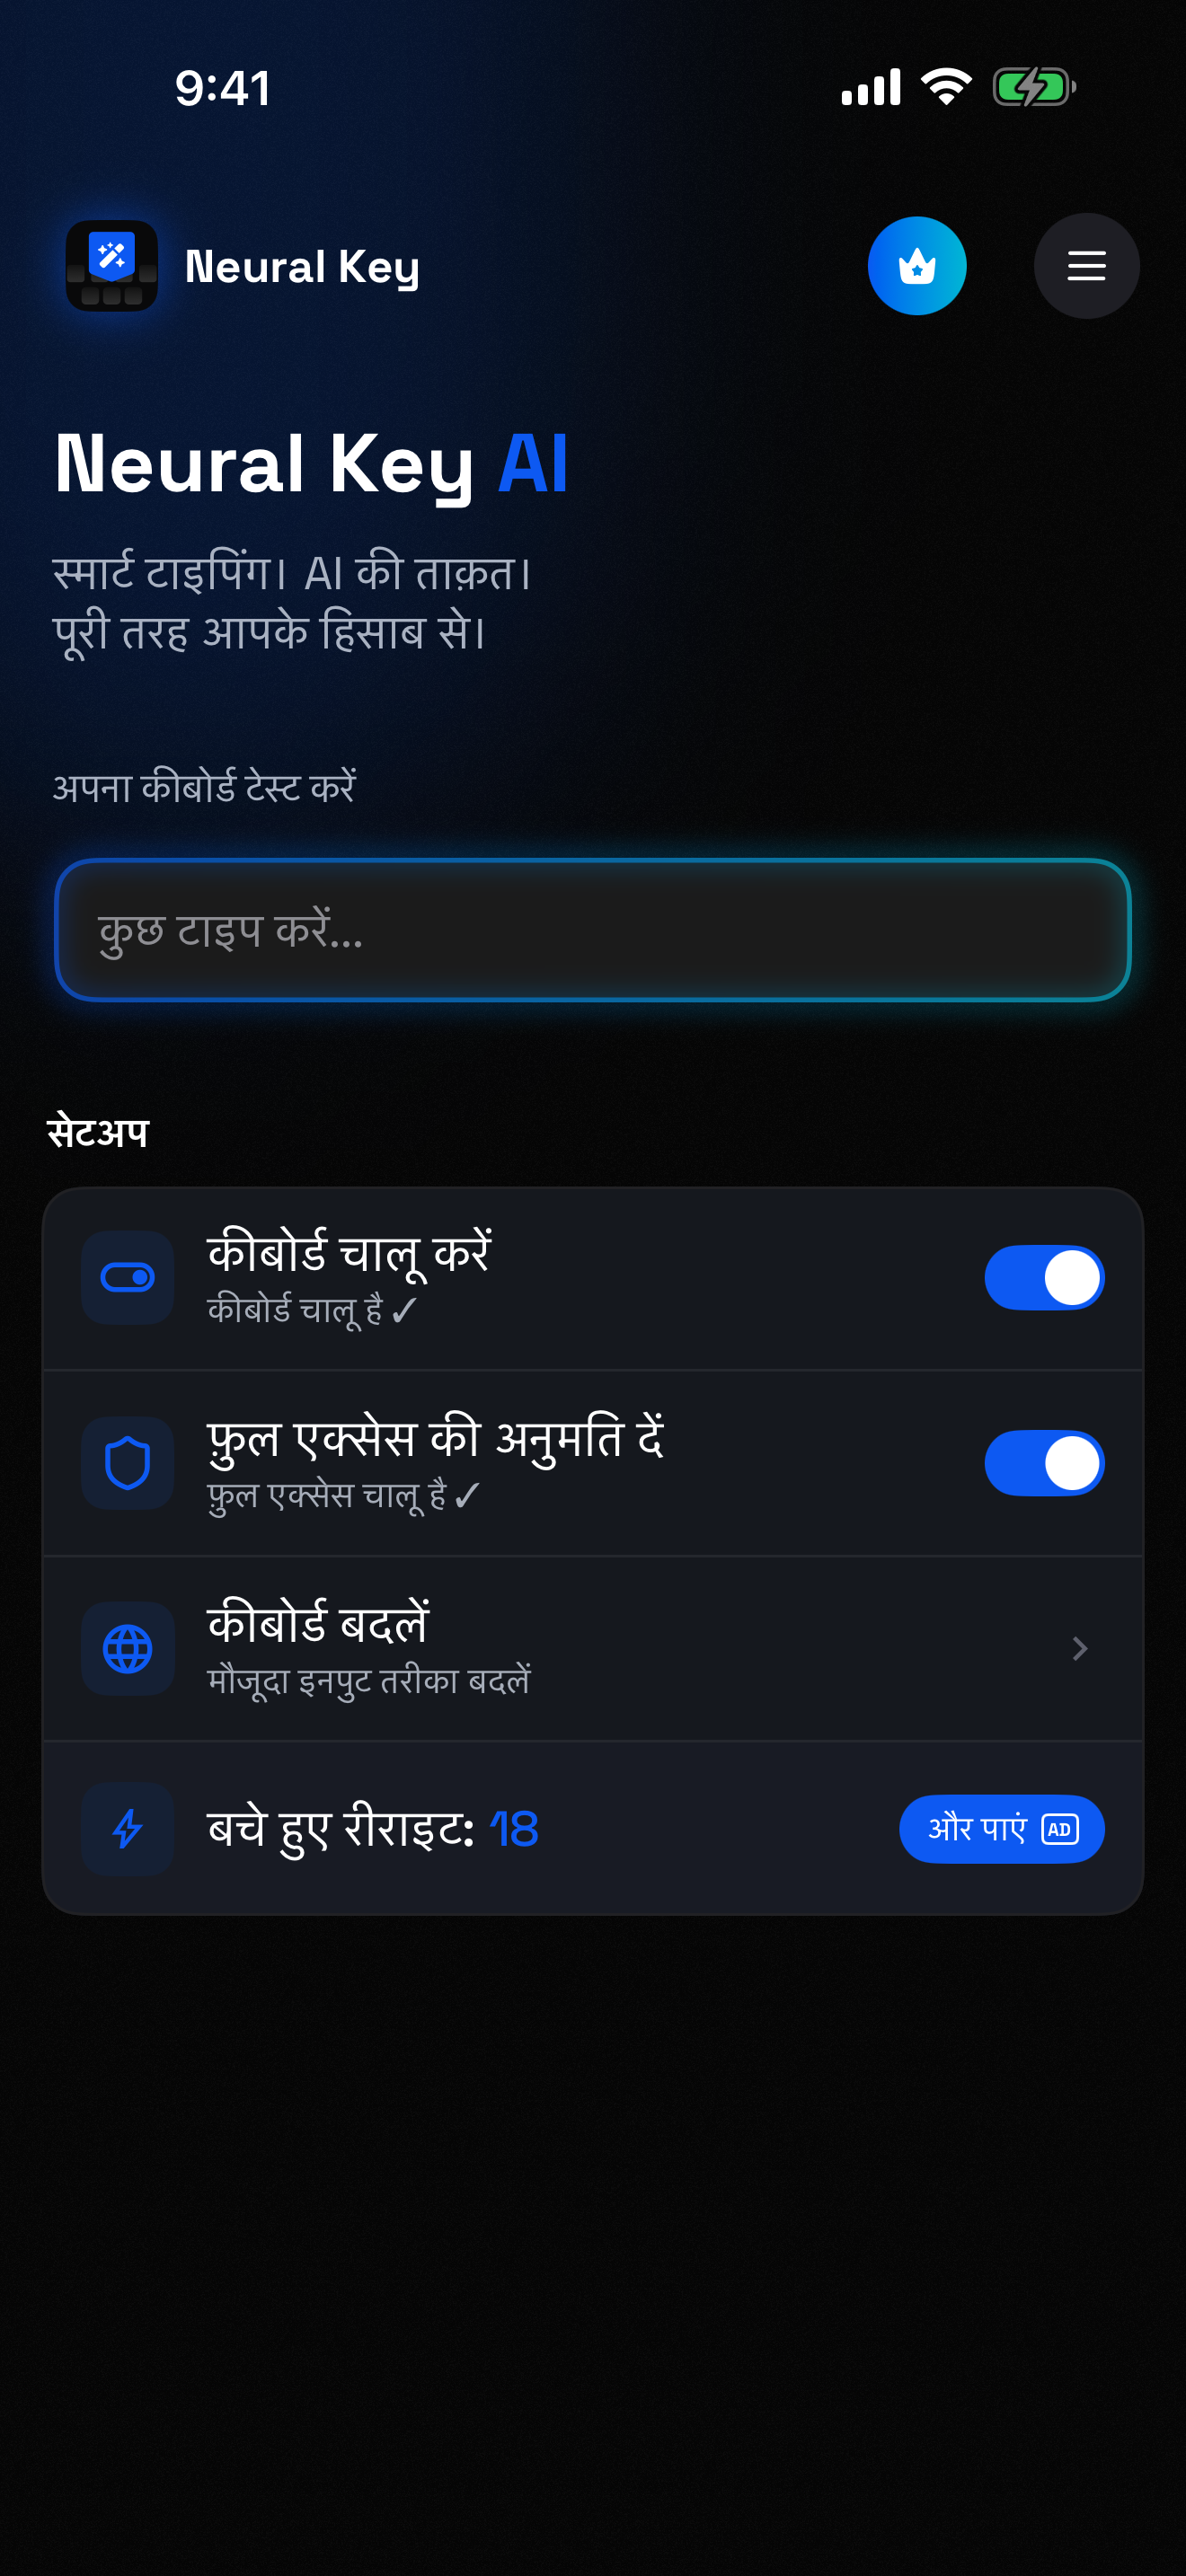 9:41
Neural Key
Neural Key AI
स्मार्ट टाइपिंग। AI की ताक़त।
पूरी तरह आपके हिसाब से।
अपना कीबोर्ड टेस्ट करें
कुछ टाइप करें...
सेटअप
कीबोर्ड चालू करें
कीबोर्ड चालू है ✓
फ़ुल एक्सेस की अनुमति दें
फ़ुल एक्सेस चालू है ✓
कीबोर्ड बदलें
मौजूदा इनपुट तरीका बदलें
बचे हुए रीराइट: 18
और पाएं AD